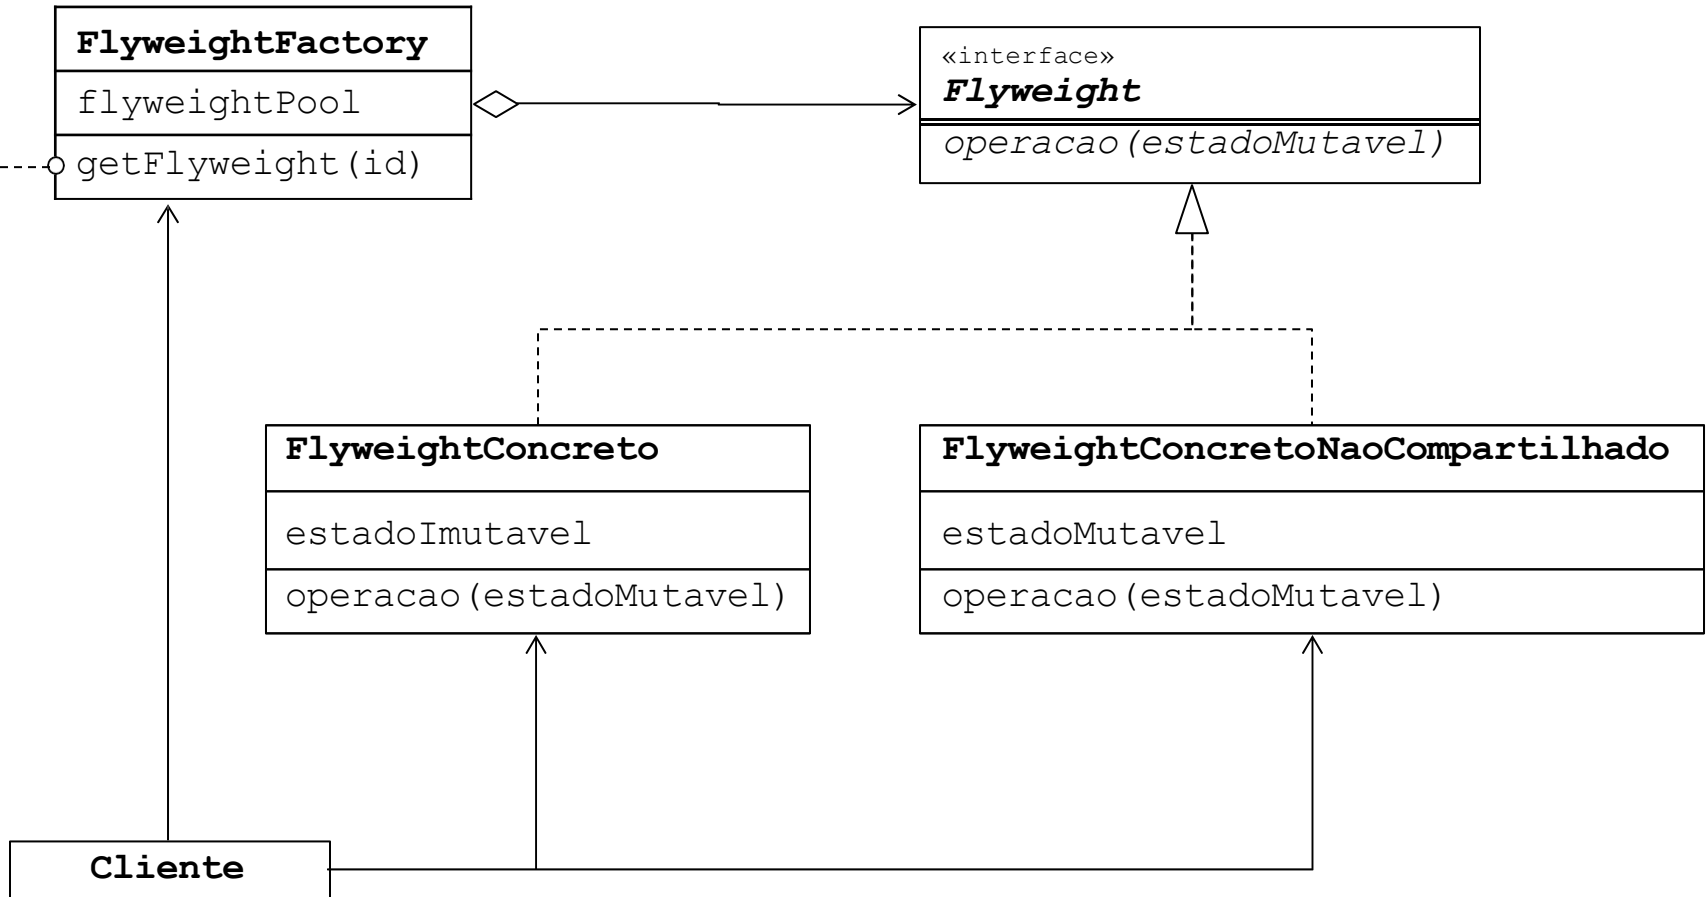 FlyweightFactory
flyweightPool
getFlyweight(id)
«interface»
Flyweight
operacao(estadoMutavel)
FlyweightConcreto
estadoImutavel
operacao(estadoMutavel)
FlyweightConcretoNaoCompartilhado
estadoMutavel
operacao(estadoMutavel)
Cliente